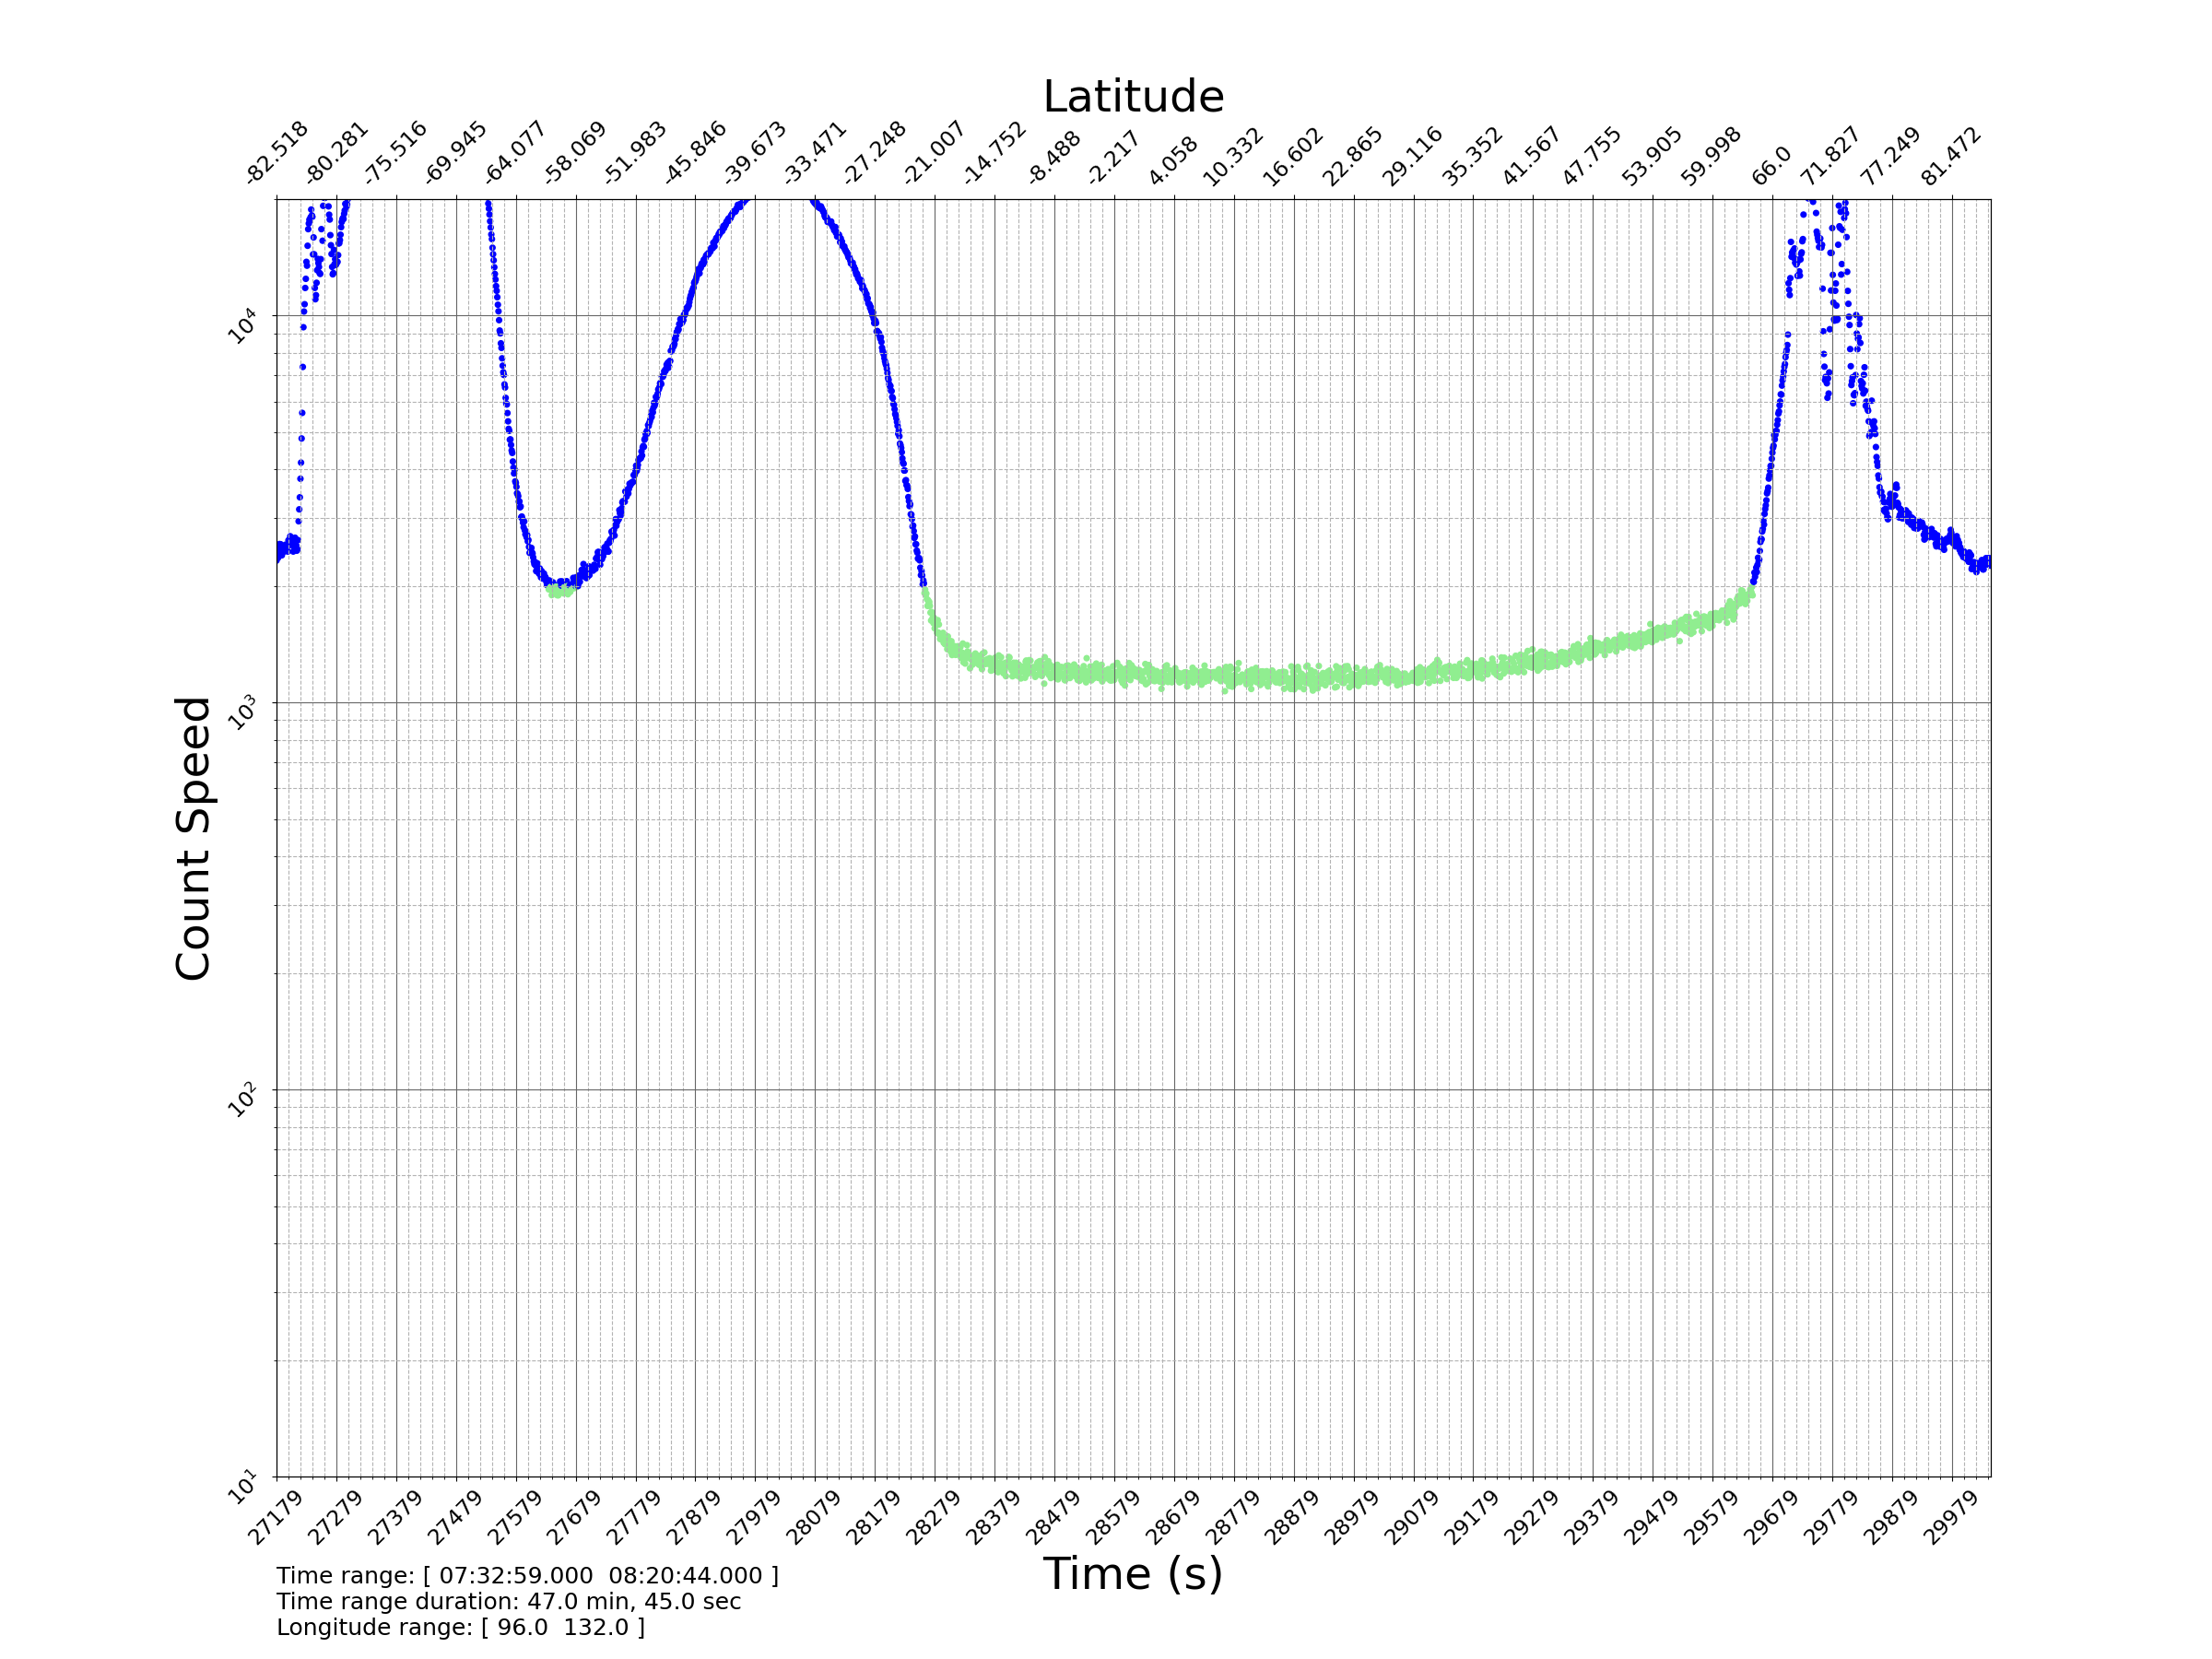 Latitude
-82.518 -80.281 -75.516 -69.945 -64.077 -58.069 -51.983 -45.846 -39.673 -33.471 -27.248 -21.007 -14.752 -8.488 -2.217 4.058 10.332 16.602 22.865 29.116 35.352 41.567 47.755 53.905 59.998 66.0 71.827 77.249 81.472
10⁴
10³
10²
10¹
Count Speed
27179 27279 27379 27479 27579 27679 27779 27879 27979 28079 28179 28279 28379 28479 28579 28679 28779 28879 28979 29079 29179 29279 29379 29479 29579 29679 29779 29879 29979
Time (s)
Time range: [ 07:32:59.000  08:20:44.000 ]
Time range duration: 47.0 min, 45.0 sec
Longitude range: [ 96.0  132.0 ]